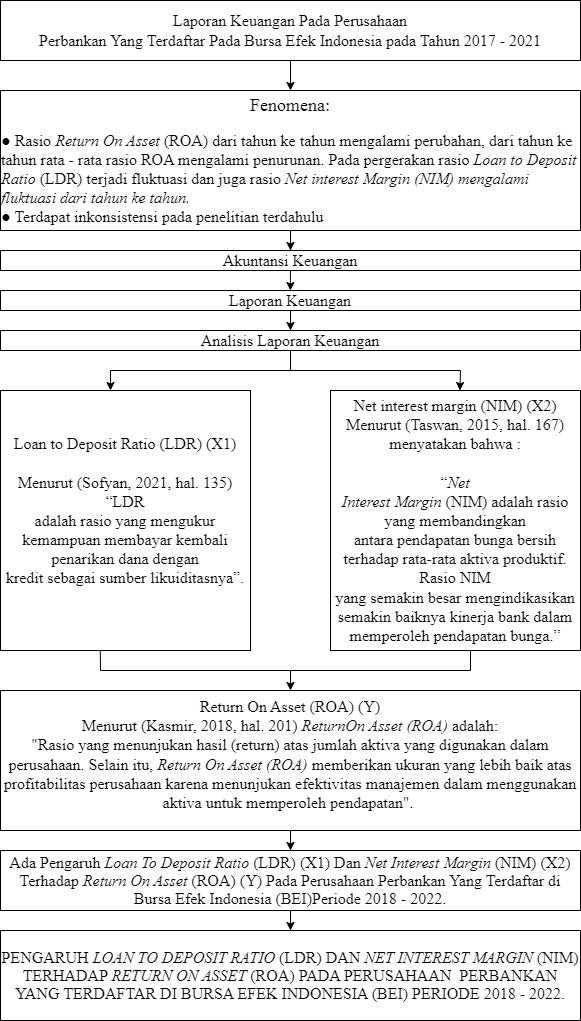 Laporan Keuangan Pada Perusahaan
Perbankan Yang Terdaftar Pada Bursa Efek Indonesia pada Tahun 2017 - 2021
Fenomena:
● Rasio Return On Asset (ROA) dari tahun ke tahun mengalami perubahan, dari tahun ke
tahun rata - rata rasio ROA mengalami penurunan. Pada pergerakan rasio Loan to Deposit
Ratio (LDR) terjadi fluktuasi dan juga rasio Net interest Margin (NIM) mengalami
fluktuasi dari tahun ke tahun.
● Terdapat inkonsistensi pada penelitian terdahulu
Akuntansi Keuangan
Laporan Keuangan
Analisis Laporan Keuangan
Loan to Deposit Ratio (LDR) (X1)
Menurut (Sofyan, 2021, hal. 135)
“LDR
adalah rasio yang mengukur
kemampuan membayar kembali
penarikan dana dengan
kredit sebagai sumber likuiditasnya”.
Net interest margin (NIM) (X2)
Menurut (Taswan, 2015, hal. 167)
menyatakan bahwa :
“Net
Interest Margin (NIM) adalah rasio
yang membandingkan
antara pendapatan bunga bersih
terhadap rata-rata aktiva produktif.
Rasio NIM
yang semakin besar mengindikasikan
semakin baiknya kinerja bank dalam
memperoleh pendapatan bunga.”
Return On Asset (ROA) (Y)
Menurut (Kasmir, 2018, hal. 201) ReturnOn Asset (ROA) adalah:
"Rasio yang menunjukan hasil (return) atas jumlah aktiva yang digunakan dalam
perusahaan. Selain itu, Return On Asset (ROA) memberikan ukuran yang lebih baik atas
profitabilitas perusahaan karena menunjukan efektivitas manajemen dalam menggunakan
aktiva untuk memperoleh pendapatan".
Ada Pengaruh Loan To Deposit Ratio (LDR) (X1) Dan Net Interest Margin (NIM) (X2)
Terhadap Return On Asset (ROA) (Y) Pada Perusahaan Perbankan Yang Terdaftar di
Bursa Efek Indonesia (BEI)Periode 2018 - 2022.
PENGARUH LOAN TO DEPOSIT RATIO (LDR) DAN NET INTEREST MARGIN (NIM)
TERHADAP RETURN ON ASSET (ROA) PADA PERUSAHAAN PERBANKAN
YANG TERDAFTAR DI BURSA EFEK INDONESIA (BEI) PERIODE 2018 - 2022.